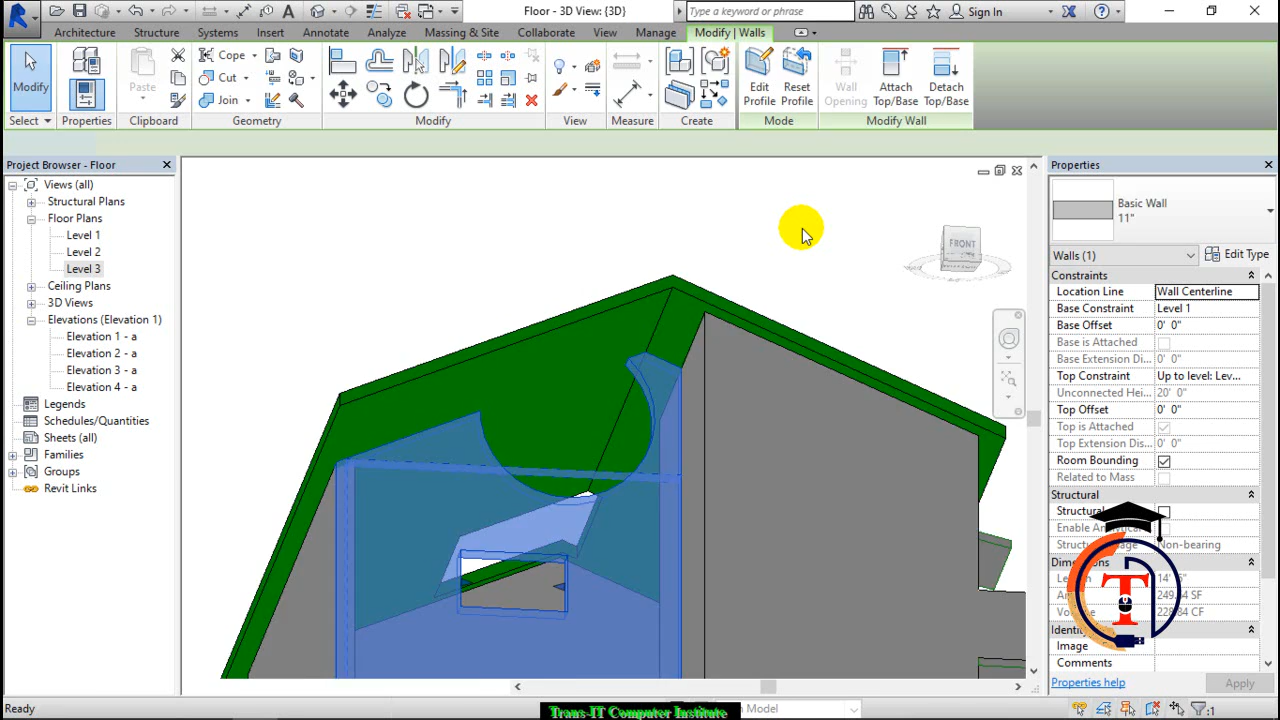 Floor - 3D View: {3D}
Type a keyword or phrase
Sign In
Architecture Structure Systems Insert Annotate Analyze Massing & Site Collaborate View Manage Modify | Walls
Modify
Select
Properties
Paste
Clipboard
Cope
Cut
Join
Geometry
Modify
View
Measure
Create
Edit Profile
Reset Profile
Mode
Wall Opening
Attach Top/Base
Detach Top/Base
Modify Wall
Project Browser - Floor
Views (all)
Structural Plans
Floor Plans
Level 1
Level 2
Level 3
Ceiling Plans
3D Views
Elevations (Elevation 1)
Elevation 1 - a
Elevation 2 - a
Elevation 3 - a
Elevation 4 - a
Legends
Schedules/Quantities
Sheets (all)
Families
Groups
Revit Links
FRONT
Properties
Basic Wall
11"
Walls (1)
Edit Type
Constraints
Location Line Wall Centerline
Base Constraint Level 1
Base Offset 0' 0"
Base is Attached
Base Extension Di...
Top Constraint Up to level: Lev...
Unconnected Hei... 20' 0"
Top Offset 0' 0"
Top is Attached
Top Extension Dis...
Room Bounding
Related to Mass
Structural
Structural
Enable
Non-bearing
Dimensions
Image
Comments
Properties help
Apply
Ready
Trans-IT Computer Institute
Model
:1